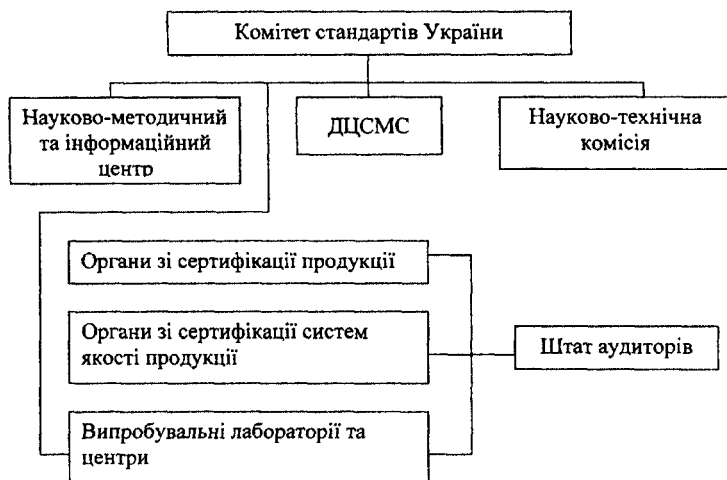 Комітет стандартів України
Науково-методичний
та інформаційний
центр
ДЦСМС
Науково-технічна
комісія
Органи зі сертифікації продукції
Органи зі сертифікації систем
якості продукції
Штат аудиторів
Випробувальні лабораторії та
центри